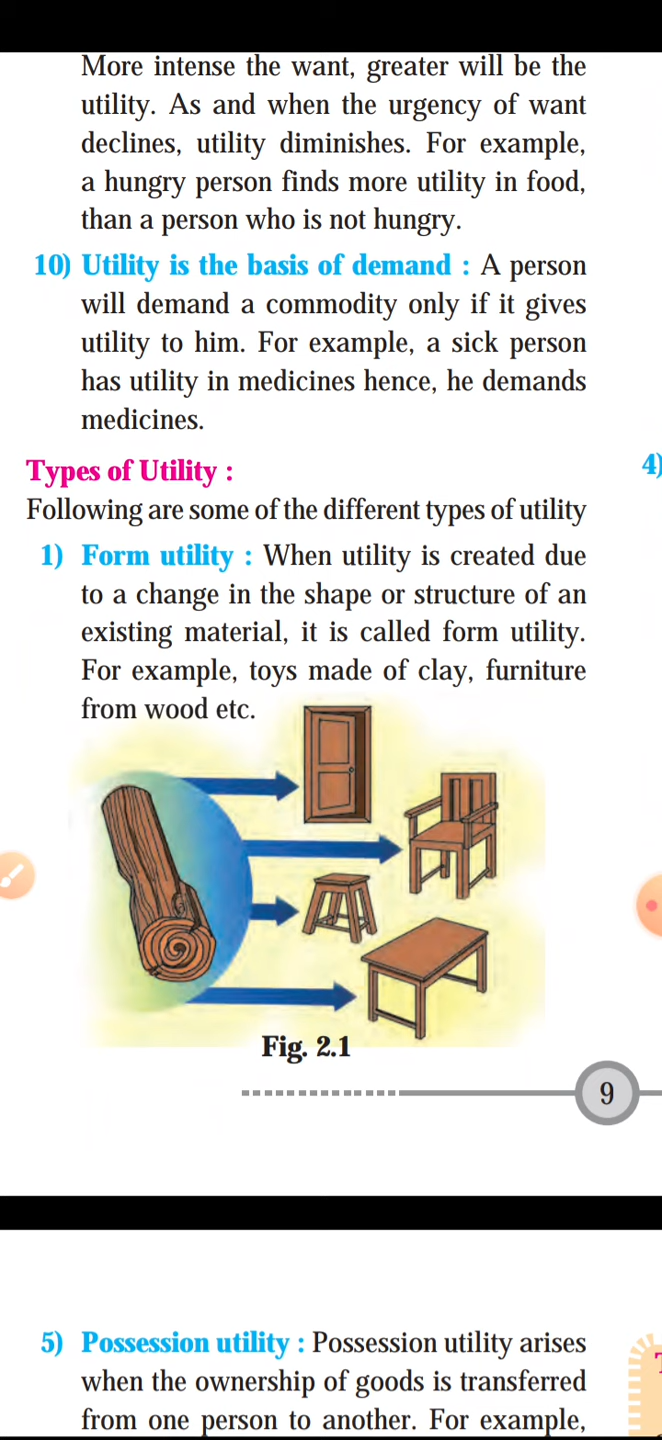 More intense the want, greater will be the
utility. As and when the urgency of want
declines, utility diminishes. For example,
a hungry person finds more utility in food,
than a person who is not hungry.
10) Utility is the basis of demand : A person
will demand a commodity only if it gives
utility to him. For example, a sick person
has utility in medicines hence, he demands
medicines.
Types of Utility :
4)
Following are some of the different types of utility
1) Form utility : When utility is created due
to a change in the shape or structure of an
existing material, it is called form utility.
For example, toys made of clay, furniture
from wood etc.
Fig. 2.1
9
5) Possession utility : Possession utility arises
when the ownership of goods is transferred
from one person to another. For example,